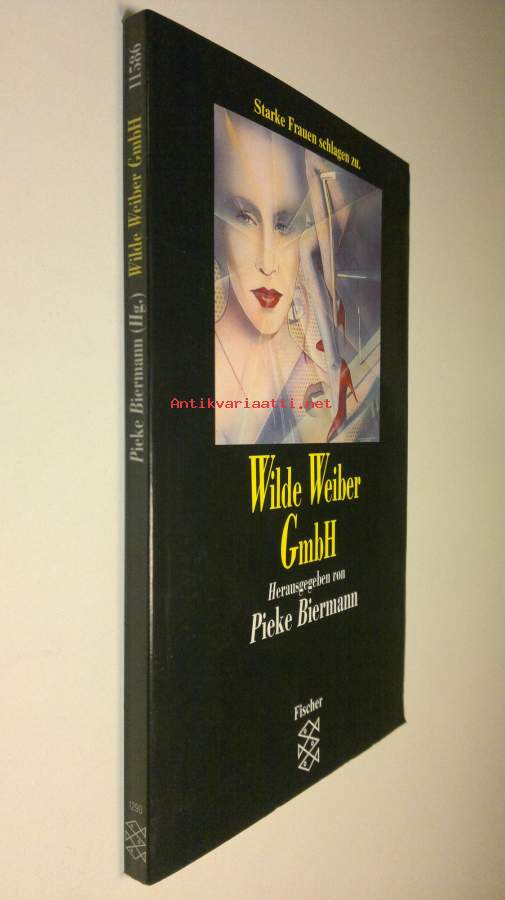 Starke Frauen schlagen zu.
Wilde Weiber
GmbH
Herausgegeben von
Pieke Biermann
Fischer
Pieke Biermann (Hg.) Wilde Weiber GmbH 11586
1290
Antikvariaatti.net